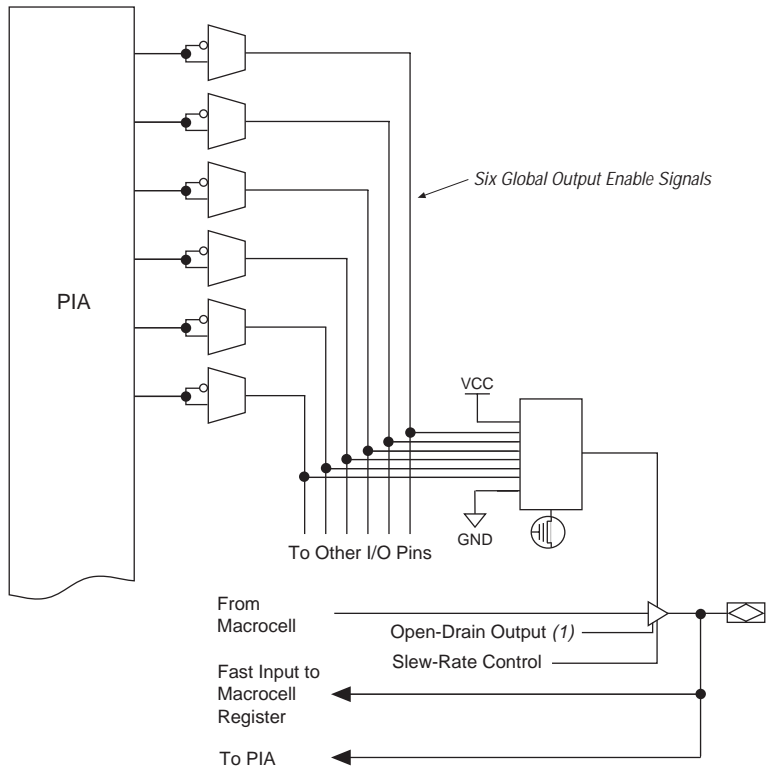 Six Global Output Enable Signals
PIA
VCC
GND
To Other I/O Pins
From
Macrocell
Open-Drain Output (1)
Slew-Rate Control
Fast Input to
Macrocell
Register
To PIA